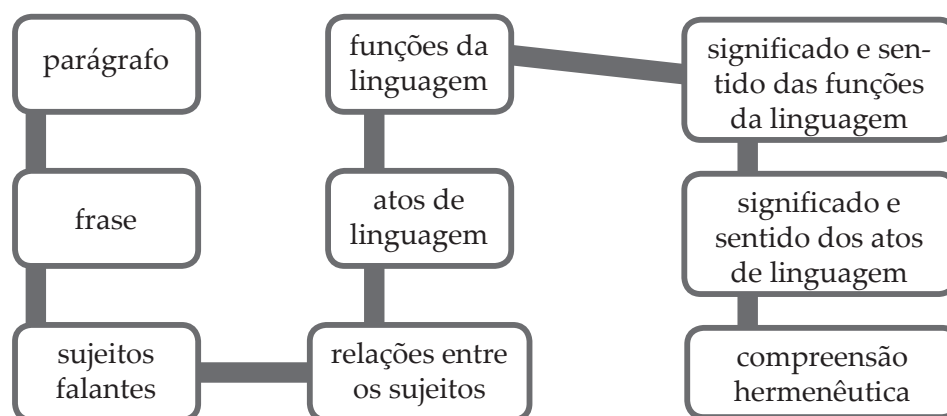 parágrafo
frase
sujeitos
falantes
relações entre
os sujeitos
atos de
linguagem
funções da
linguagem
significado e sen-
tido das funções
da linguagem
significado e
sentido dos atos
de linguagem
compreensão
hermenêutica